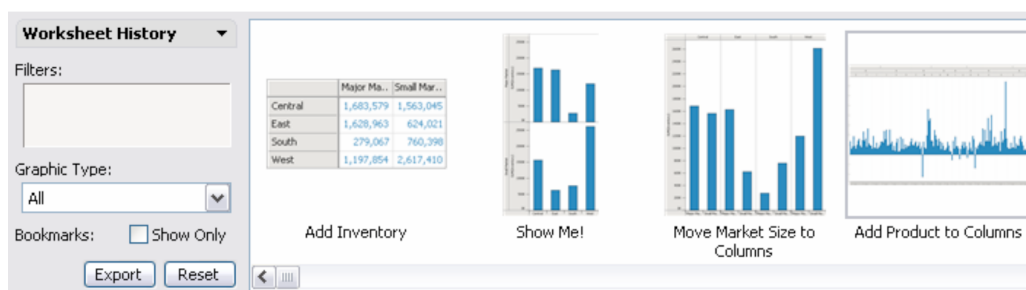 Worksheet History
Filters:
Graphic Type:
All
Bookmarks: Show Only
Export Reset
Major Ma.. Small Mar..
Central 1,683,579 1,563,045
East 1,628,963 624,021
South 279,067 760,398
West 1,197,854 2,617,410
Add Inventory
Show Me!
Move Market Size to
Columns
Add Product to Columns